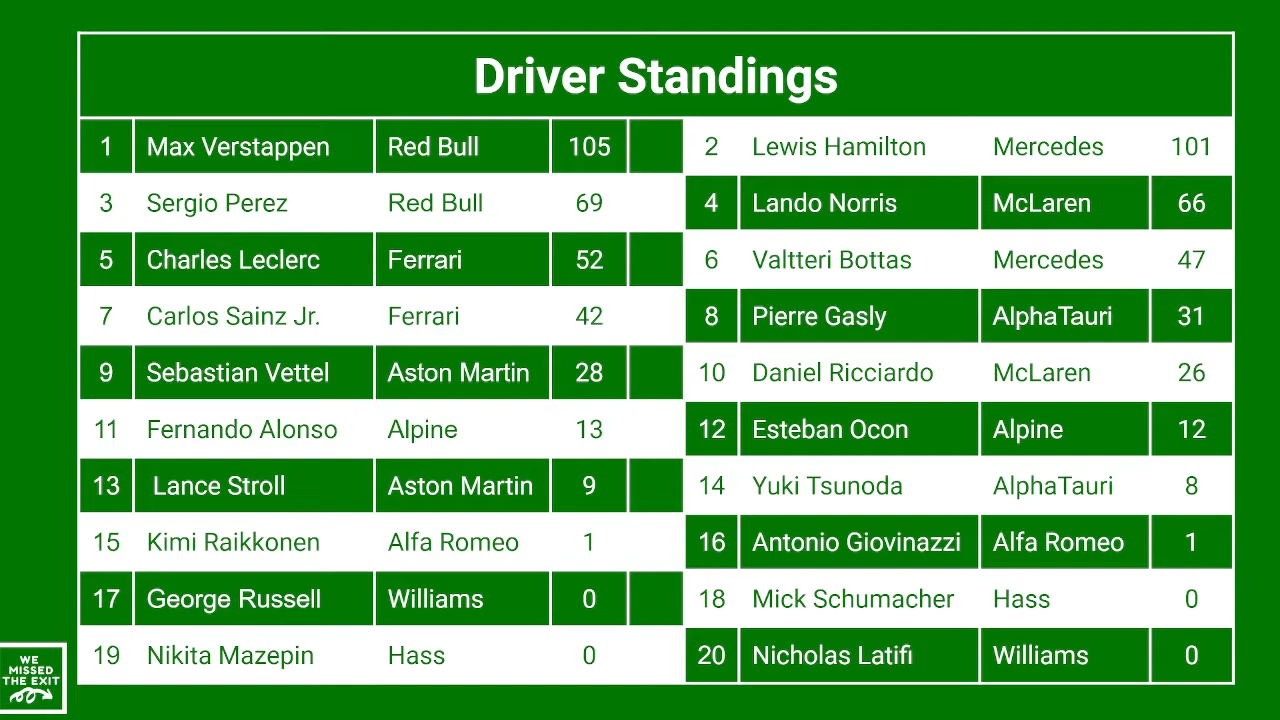 Driver Standings
1 Max Verstappen Red Bull 105 2 Lewis Hamilton Mercedes 101
3 Sergio Perez Red Bull 69 4 Lando Norris McLaren 66
5 Charles Leclerc Ferrari 52 6 Valtteri Bottas Mercedes 47
7 Carlos Sainz Jr. Ferrari 42 8 Pierre Gasly AlphaTauri 31
9 Sebastian Vettel Aston Martin 28 10 Daniel Ricciardo McLaren 26
11 Fernando Alonso Alpine 13 12 Esteban Ocon Alpine 12
13 Lance Stroll Aston Martin 9 14 Yuki Tsunoda AlphaTauri 8
15 Kimi Raikkonen Alfa Romeo 1 16 Antonio Giovinazzi Alfa Romeo 1
17 George Russell Williams 0 18 Mick Schumacher Hass 0
19 Nikita Mazepin Hass 0 20 Nicholas Latifi Williams 0
WE
MISSED
THE EXIT